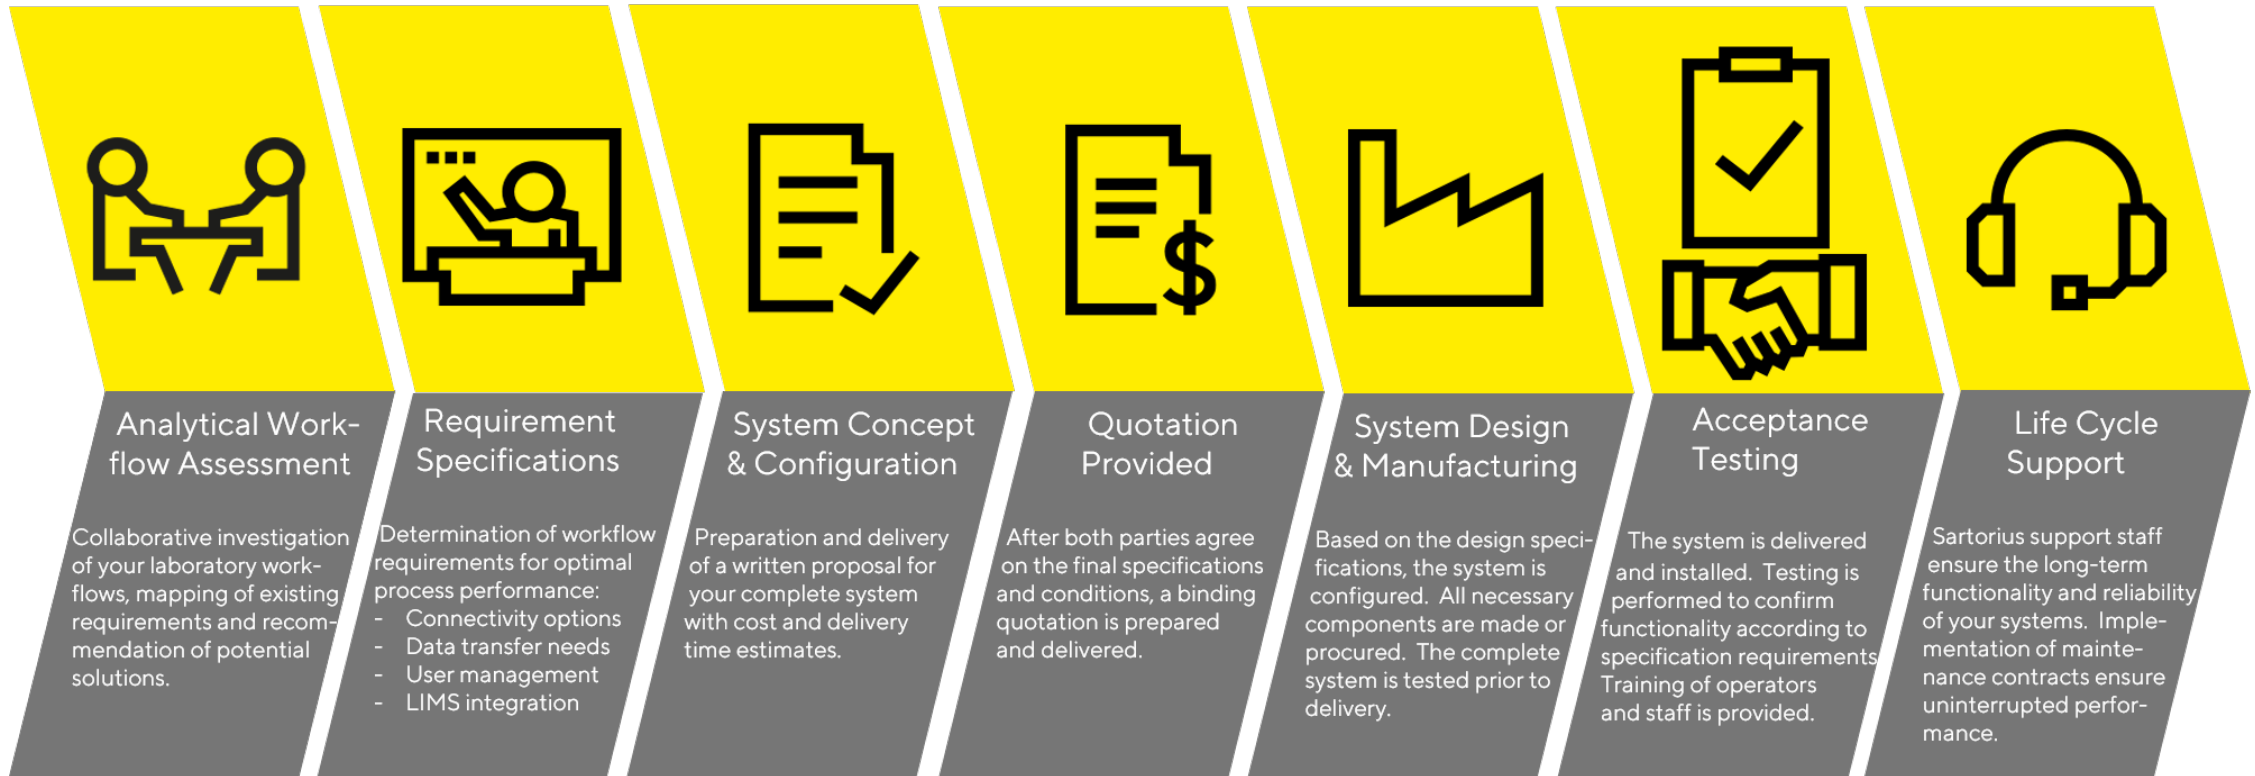 Analytical Work-
flow Assessment
Collaborative investigation
of your laboratory work-
flows, mapping of existing
requirements and recom-
mendation of potential
solutions.
Requirement
Specifications
Determination of workflow
requirements for optimal
process performance:
- Connectivity options
- Data transfer needs
- User management
- LIMS integration
System Concept
& Configuration
Preparation and delivery
of a written proposal for
your complete system
with cost and delivery
time estimates.
Quotation
Provided
After both parties agree
on the final specifications
and conditions, a binding
quotation is prepared
and delivered.
System Design
& Manufacturing
Based on the design speci-
fications, the system is
configured. All necessary
components are made or
procured. The complete
system is tested prior to
delivery.
Acceptance
Testing
The system is delivered
and installed. Testing is
performed to confirm
functionality according to
specification requirements
Training of operators
and staff is provided.
Life Cycle
Support
Sartorius support staff
ensure the long-term
functionality and reliability
of your systems. Imple-
mentation of mainte-
nance contracts ensure
uninterrupted perfor-
mance.